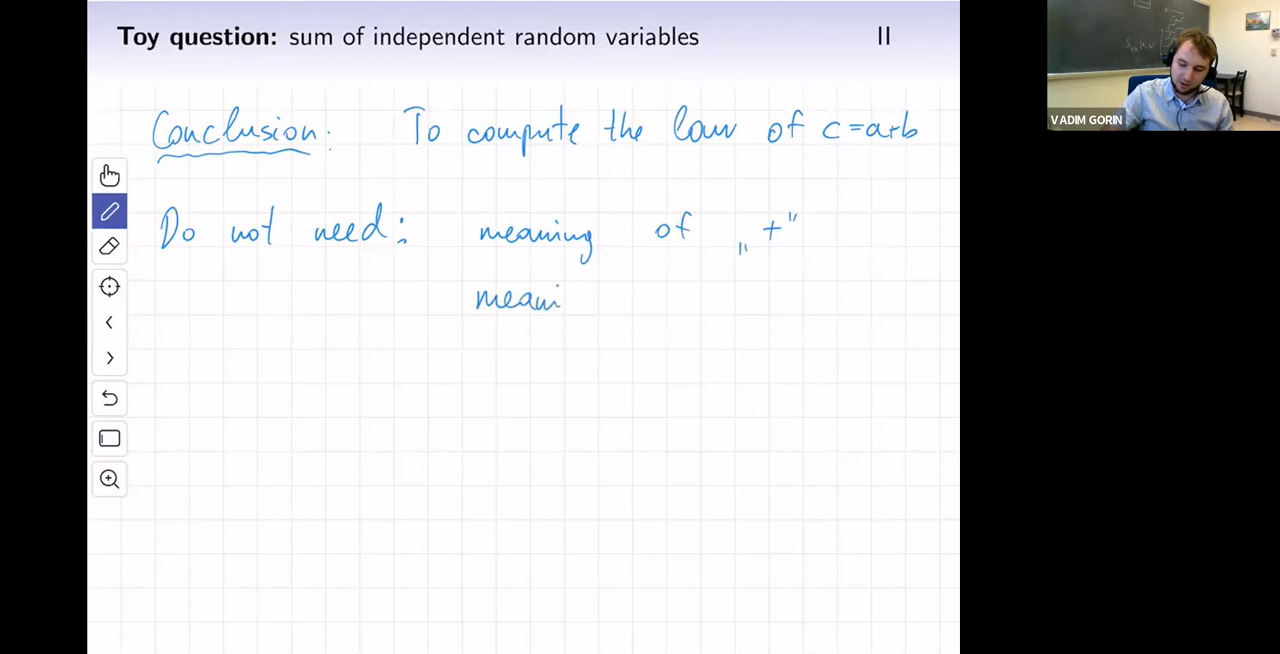 Toy question: sum of independent random variables II
Conclusion: To compute the law of c=a+b
Do not need: meaning of „+"
meani
VADIM GORIN